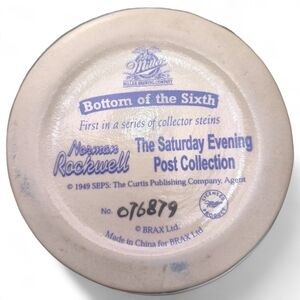 Miller
MILLER BREWING COMPANY
Bottom of the Sixth
First in a series of collector steins
Norman Rockwell
The Saturday Evening
Post Collection
© 1949 SEPS: The Curtis Publishing Company, Agent
No. 076879
© BRAX Ltd.
Made in China for BRAX Ltd.
LICENSED
PRODUCT